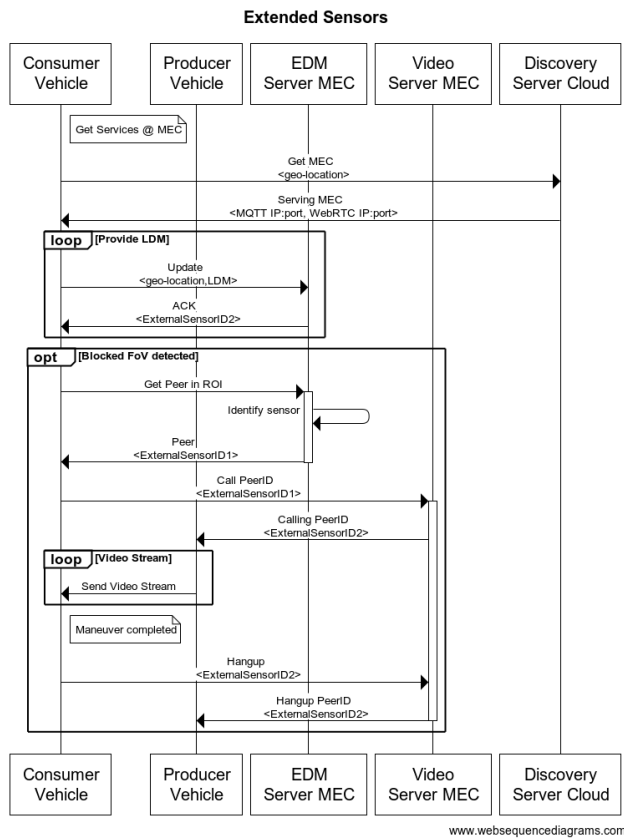 Extended Sensors
Consumer
Vehicle
Producer
Vehicle
EDM
Server MEC
Video
Server MEC
Discovery
Server Cloud
Get Services @ MEC
Get MEC
<geo-location>
Serving MEC
<MQTT IP:port, WebRTC IP:port>
loop [Provide LDM]
Update
<geo-location,LDM>
ACK
<ExternalSensorID2>
opt [Blocked FoV detected]
Get Peer in ROI
Identify sensor
Peer
<ExternalSensorID1>
Call PeerID
<ExternalSensorID1>
Calling PeerID
<ExternalSensorID2>
loop [Video Stream]
Send Video Stream
Maneuver completed
Hangup
<ExternalSensorID2>
Hangup PeerID
<ExternalSensorID2>
Consumer
Vehicle
Producer
Vehicle
EDM
Server MEC
Video
Server MEC
Discovery
Server Cloud
www.websequencediagrams.com